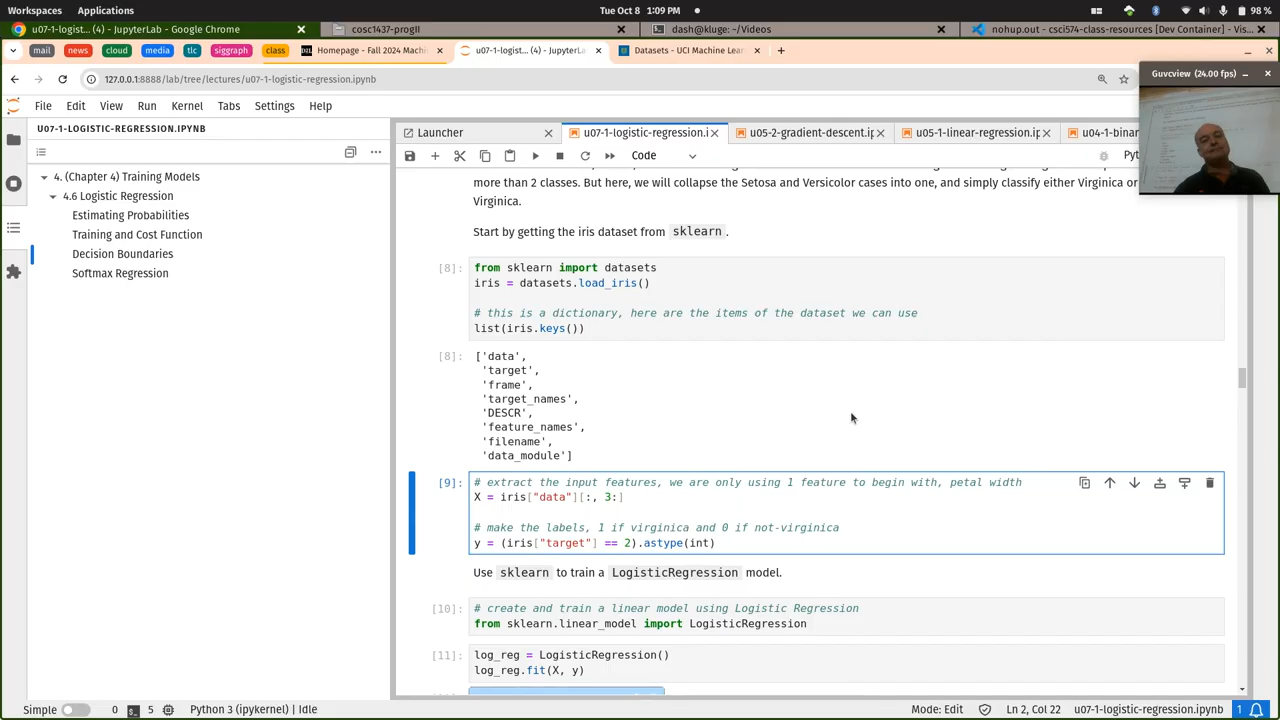 Workspaces Applications Tue Oct 8 1:09 PM 98 %
u07-1-logist... (4) - JupyterLab - Google Chrome cosc1437-progII dash@kluge: ~/Videos nohup.out - csci574-class-resources [Dev Container] - Vis...
mail news cloud media tlc siggraph class Homepage - Fall 2024 Machi u07-1-logist... (4) - JupyterL Datasets - UCI Machine Lear
127.0.0.1:8888/lab/tree/lectures/u07-1-logistic-regression.ipynb
Guvcview (24.00 fps)
File Edit View Run Kernel Tabs Settings Help
U07-1-LOGISTIC-REGRESSION.IPYNB
Launcher u07-1-logistic-regression.i u05-2-gradient-descent.ip u05-1-linear-regression.ip u04-1-binar
Code Pyt
4. (Chapter 4) Training Models
4.6 Logistic Regression
Estimating Probabilities
Training and Cost Function
Decision Boundaries
Softmax Regression
more than 2 classes. But here, we will collapse the Setosa and Versicolor cases into one, and simply classify either Virginica or
Virginica.
Start by getting the iris dataset from sklearn.
[8]: from sklearn import datasets
iris = datasets.load_iris()
# this is a dictionary, here are the items of the dataset we can use
list(iris.keys())
[8]: ['data',
'target',
'frame',
'target_names',
'DESCR',
'feature_names',
'filename',
'data_module']
[9]: # extract the input features, we are only using 1 feature to begin with, petal width
X = iris["data"][:, 3:]
# make the labels, 1 if virginica and 0 if not-virginica
y = (iris["target"] == 2).astype(int)
Use sklearn to train a LogisticRegression model.
[10]: # create and train a linear model using Logistic Regression
from sklearn.linear_model import LogisticRegression
[11]: log_reg = LogisticRegression()
log_reg.fit(X, y)
Simple 0 5 Python 3 (ipykernel) | Idle Mode: Edit Ln 2, Col 22 u07-1-logistic-regression.ipynb 1